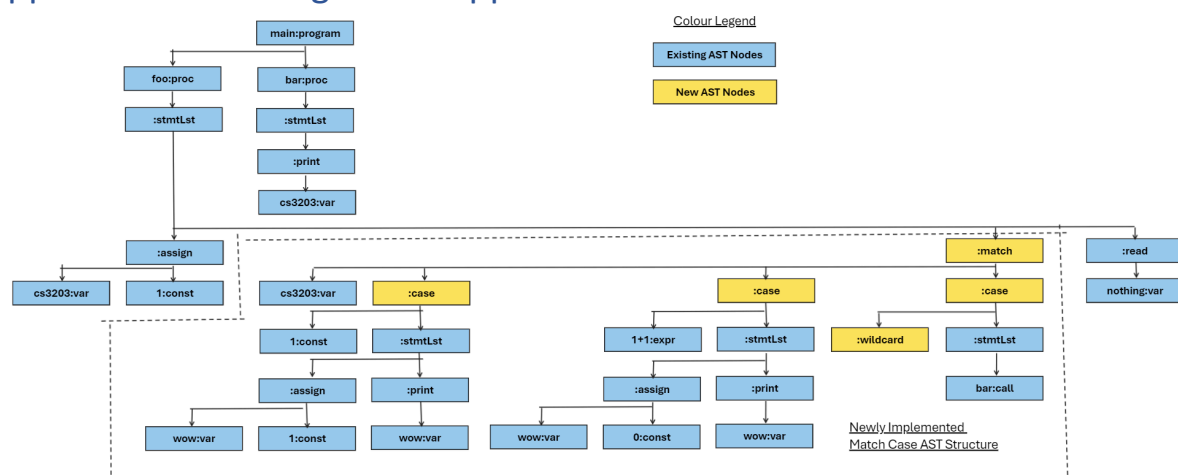 Colour Legend
main:program
Existing AST Nodes
foo:proc
bar:proc
New AST Nodes
:stmtLst
:stmtLst
:print
cs3203:var
:assign
:match
:read
cs3203:var
1:const
cs3203:var
:case
:case
:case
nothing:var
1:const
:stmtLst
1+1:expr
:stmtLst
:wildcard
:stmtLst
:assign
:print
:assign
:print
bar:call
wow:var
1:const
wow:var
wow:var
0:const
wow:var
Newly Implemented
Match Case AST Structure